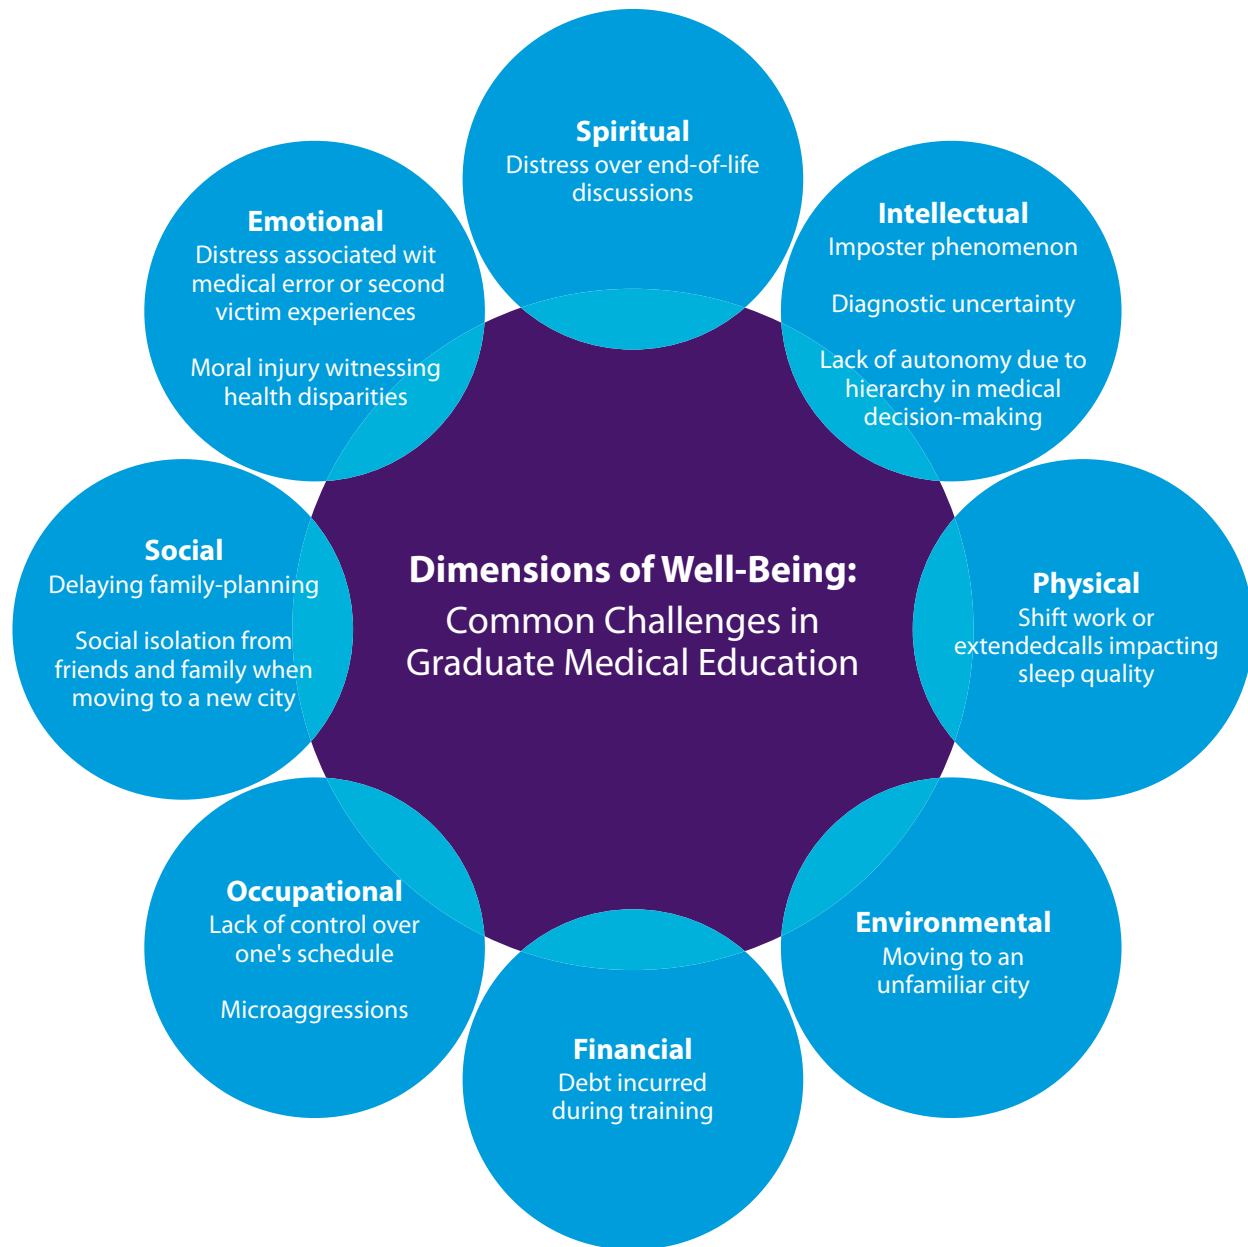 Spiritual
Distress over end-of-life
discussions
Intellectual
Imposter phenomenon
Diagnostic uncertainty
Lack of autonomy due to
hierarchy in medical
decision-making
Physical
Shift work or
extendedcalls impacting
sleep quality
Environmental
Moving to an
unfamiliar city
Financial
Debt incurred
during training
Occupational
Lack of control over
one's schedule
Microaggressions
Social
Delaying family-planning
Social isolation from
friends and family when
moving to a new city
Emotional
Distress associated wit
medical error or second
victim experiences
Moral injury witnessing
health disparities
Dimensions of Well-Being:
Common Challenges in
Graduate Medical Education